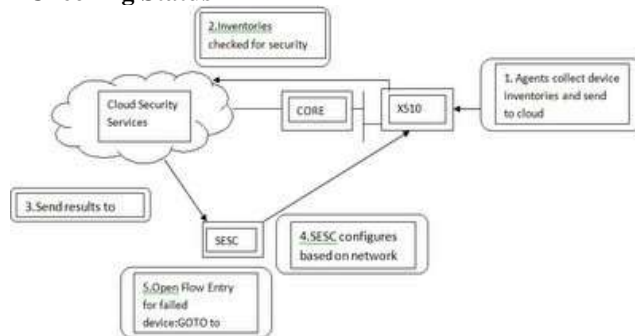 2.Inventories
checked for security
Cloud Security
Services
CORE
X510
1. Agents collect device
inventories and send
to cloud
3.Send results to
SESC
4.SESC configures
based on network
5.Open Flow Entry
for failed
device:GOTO to